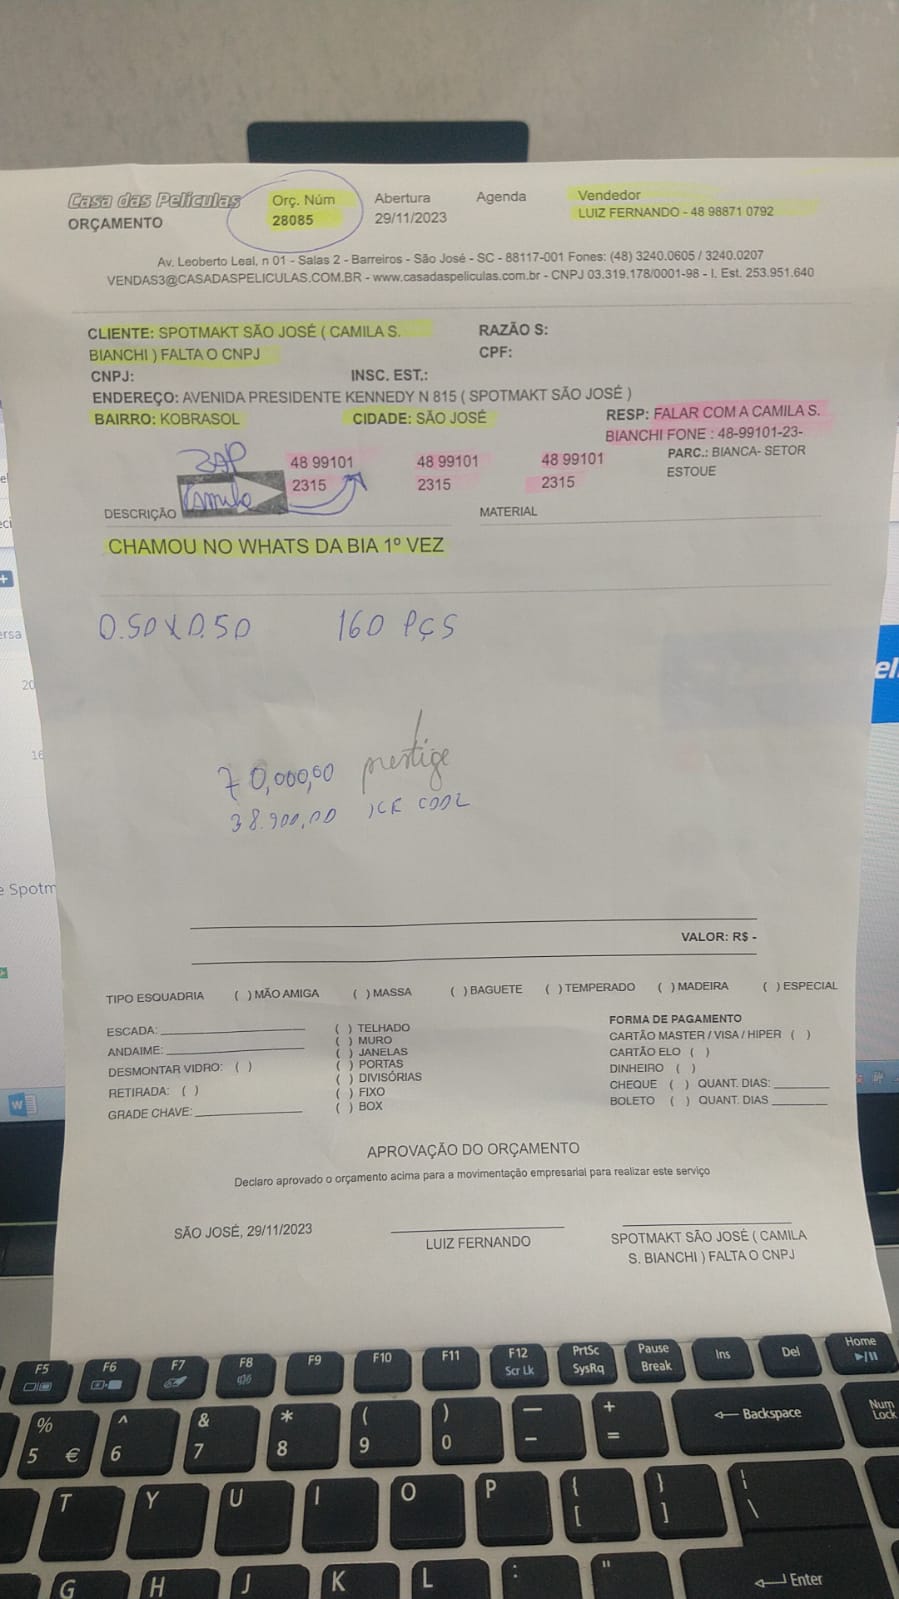 Casa das Películas
ORÇAMENTO
Orç. Núm
28085
Abertura
29/11/2023
Agenda
Vendedor
LUIZ FERNANDO - 48 98871 0792
Av. Leoberto Leal, n 01 - Salas 2 - Barreiros - São José - SC - 88117-001 Fones: (48) 3240.0605 / 3240.0207
VENDAS3@CASADASPELICULAS.COM.BR - www.casadaspeliculas.com.br - CNPJ 03.319.178/0001-98 - I. Est. 253.951.640
CLIENTE: SPOTMAKT SÃO JOSÉ ( CAMILA S.
BIANCHI ) FALTA O CNPJ
RAZÃO S:
CPF:
CNPJ:
INSC. EST.:
ENDEREÇO: AVENIDA PRESIDENTE KENNEDY N 815 ( SPOTMAKT SÃO JOSÉ )
BAIRRO: KOBRASOL
CIDADE: SÃO JOSÉ
RESP: FALAR COM A CAMILA S.
BIANCHI FONE : 48-99101-23-
PARC.: BIANCA- SETOR
ESTOUE
ZAP
Camila
48 99101
2315
48 99101
2315
48 99101
2315
DESCRIÇÃO
MATERIAL
CHAMOU NO WHATS DA BIA 1º VEZ
0.50 X 0.50 160 PÇS
70,000,00 prestige
38.900,00 ICE COOL
VALOR: R$ -
TIPO ESQUADRIA ( ) MÃO AMIGA ( ) MASSA ( ) BAGUETE ( ) TEMPERADO ( ) MADEIRA ( ) ESPECIAL
ESCADA:
ANDAIME:
DESMONTAR VIDRO: ( )
RETIRADA: ( )
GRADE CHAVE:
( ) TELHADO
( ) MURO
( ) JANELAS
( ) PORTAS
( ) DIVISÓRIAS
( ) FIXO
( ) BOX
FORMA DE PAGAMENTO
CARTÃO MASTER / VISA / HIPER ( )
CARTÃO ELO ( )
DINHEIRO ( )
CHEQUE ( ) QUANT. DIAS:
BOLETO ( ) QUANT. DIAS
APROVAÇÃO DO ORÇAMENTO
Declaro aprovado o orçamento acima para a movimentação empresarial para realizar este serviço
SÃO JOSÉ, 29/11/2023
LUIZ FERNANDO
SPOTMAKT SÃO JOSÉ ( CAMILA
S. BIANCHI ) FALTA O CNPJ
e Spotm
ersa
20
16
el
W
F5
F6
F7
F8
F9
F10
F11
F12
Scr Lk
PrtSc
SysRq
Pause
Break
Ins
Del
Home
% 5 €
^ 6
& 7
* 8
( 9
) 0
— -
+ =
Backspace
Num
Lock
T
Y
U
I
O
P
{ [
} ]
| \
G
H
J
K
L
:
"
Enter